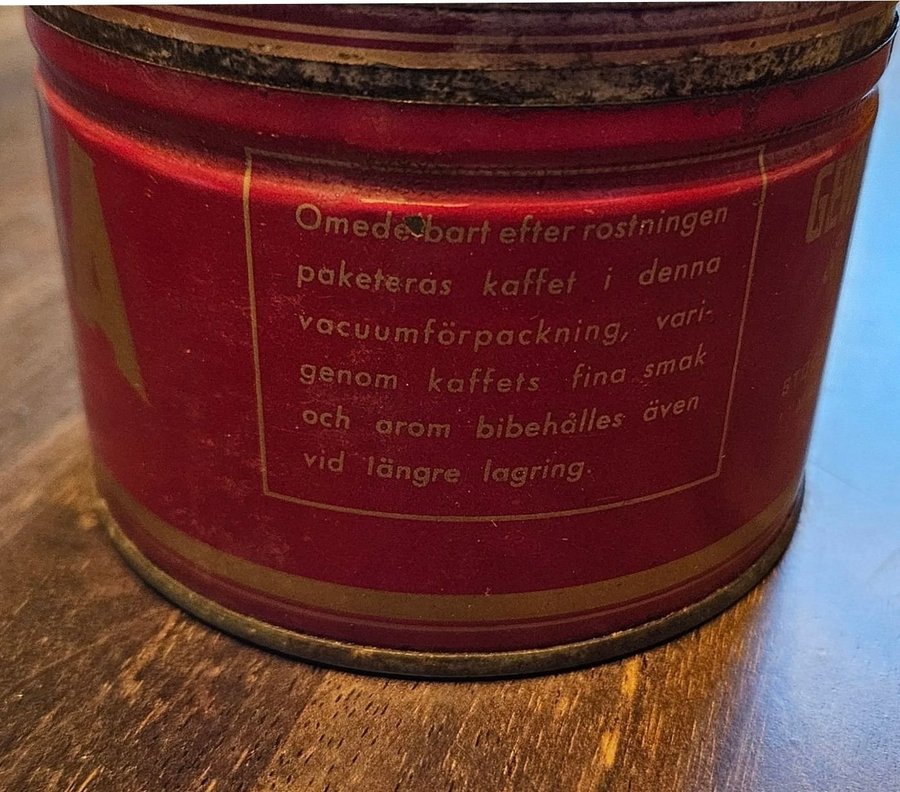 A
Omedelbart efter rostningen
paketeras kaffet i denna
vacuumförpackning, vari-
genom kaffets fina smak
och arom bibehålles även
vid längre lagring.